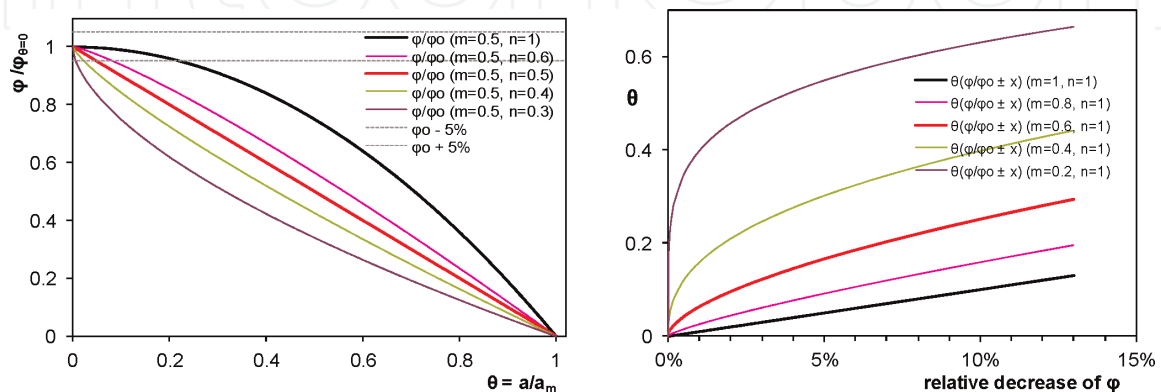 φ /φθ=0
1
0.8
0.6
0.4
0.2
0
0
0.2
0.4
0.6
0.8
1
θ = a/am
φ/φo (m=0.5, n=1)
φ/φo (m=0.5, n=0.6)
φ/φo (m=0.5, n=0.5)
φ/φo (m=0.5, n=0.4)
φ/φo (m=0.5, n=0.3)
φo - 5%
φo + 5%
θ
0.6
0.4
0.2
0
0%
5%
10%
15%
relative decrease of φ
θ(φ/φo ± x) (m=1, n=1)
θ(φ/φo ± x) (m=0.8, n=1)
θ(φ/φo ± x) (m=0.6, n=1)
θ(φ/φo ± x) (m=0.4, n=1)
θ(φ/φo ± x) (m=0.2, n=1)